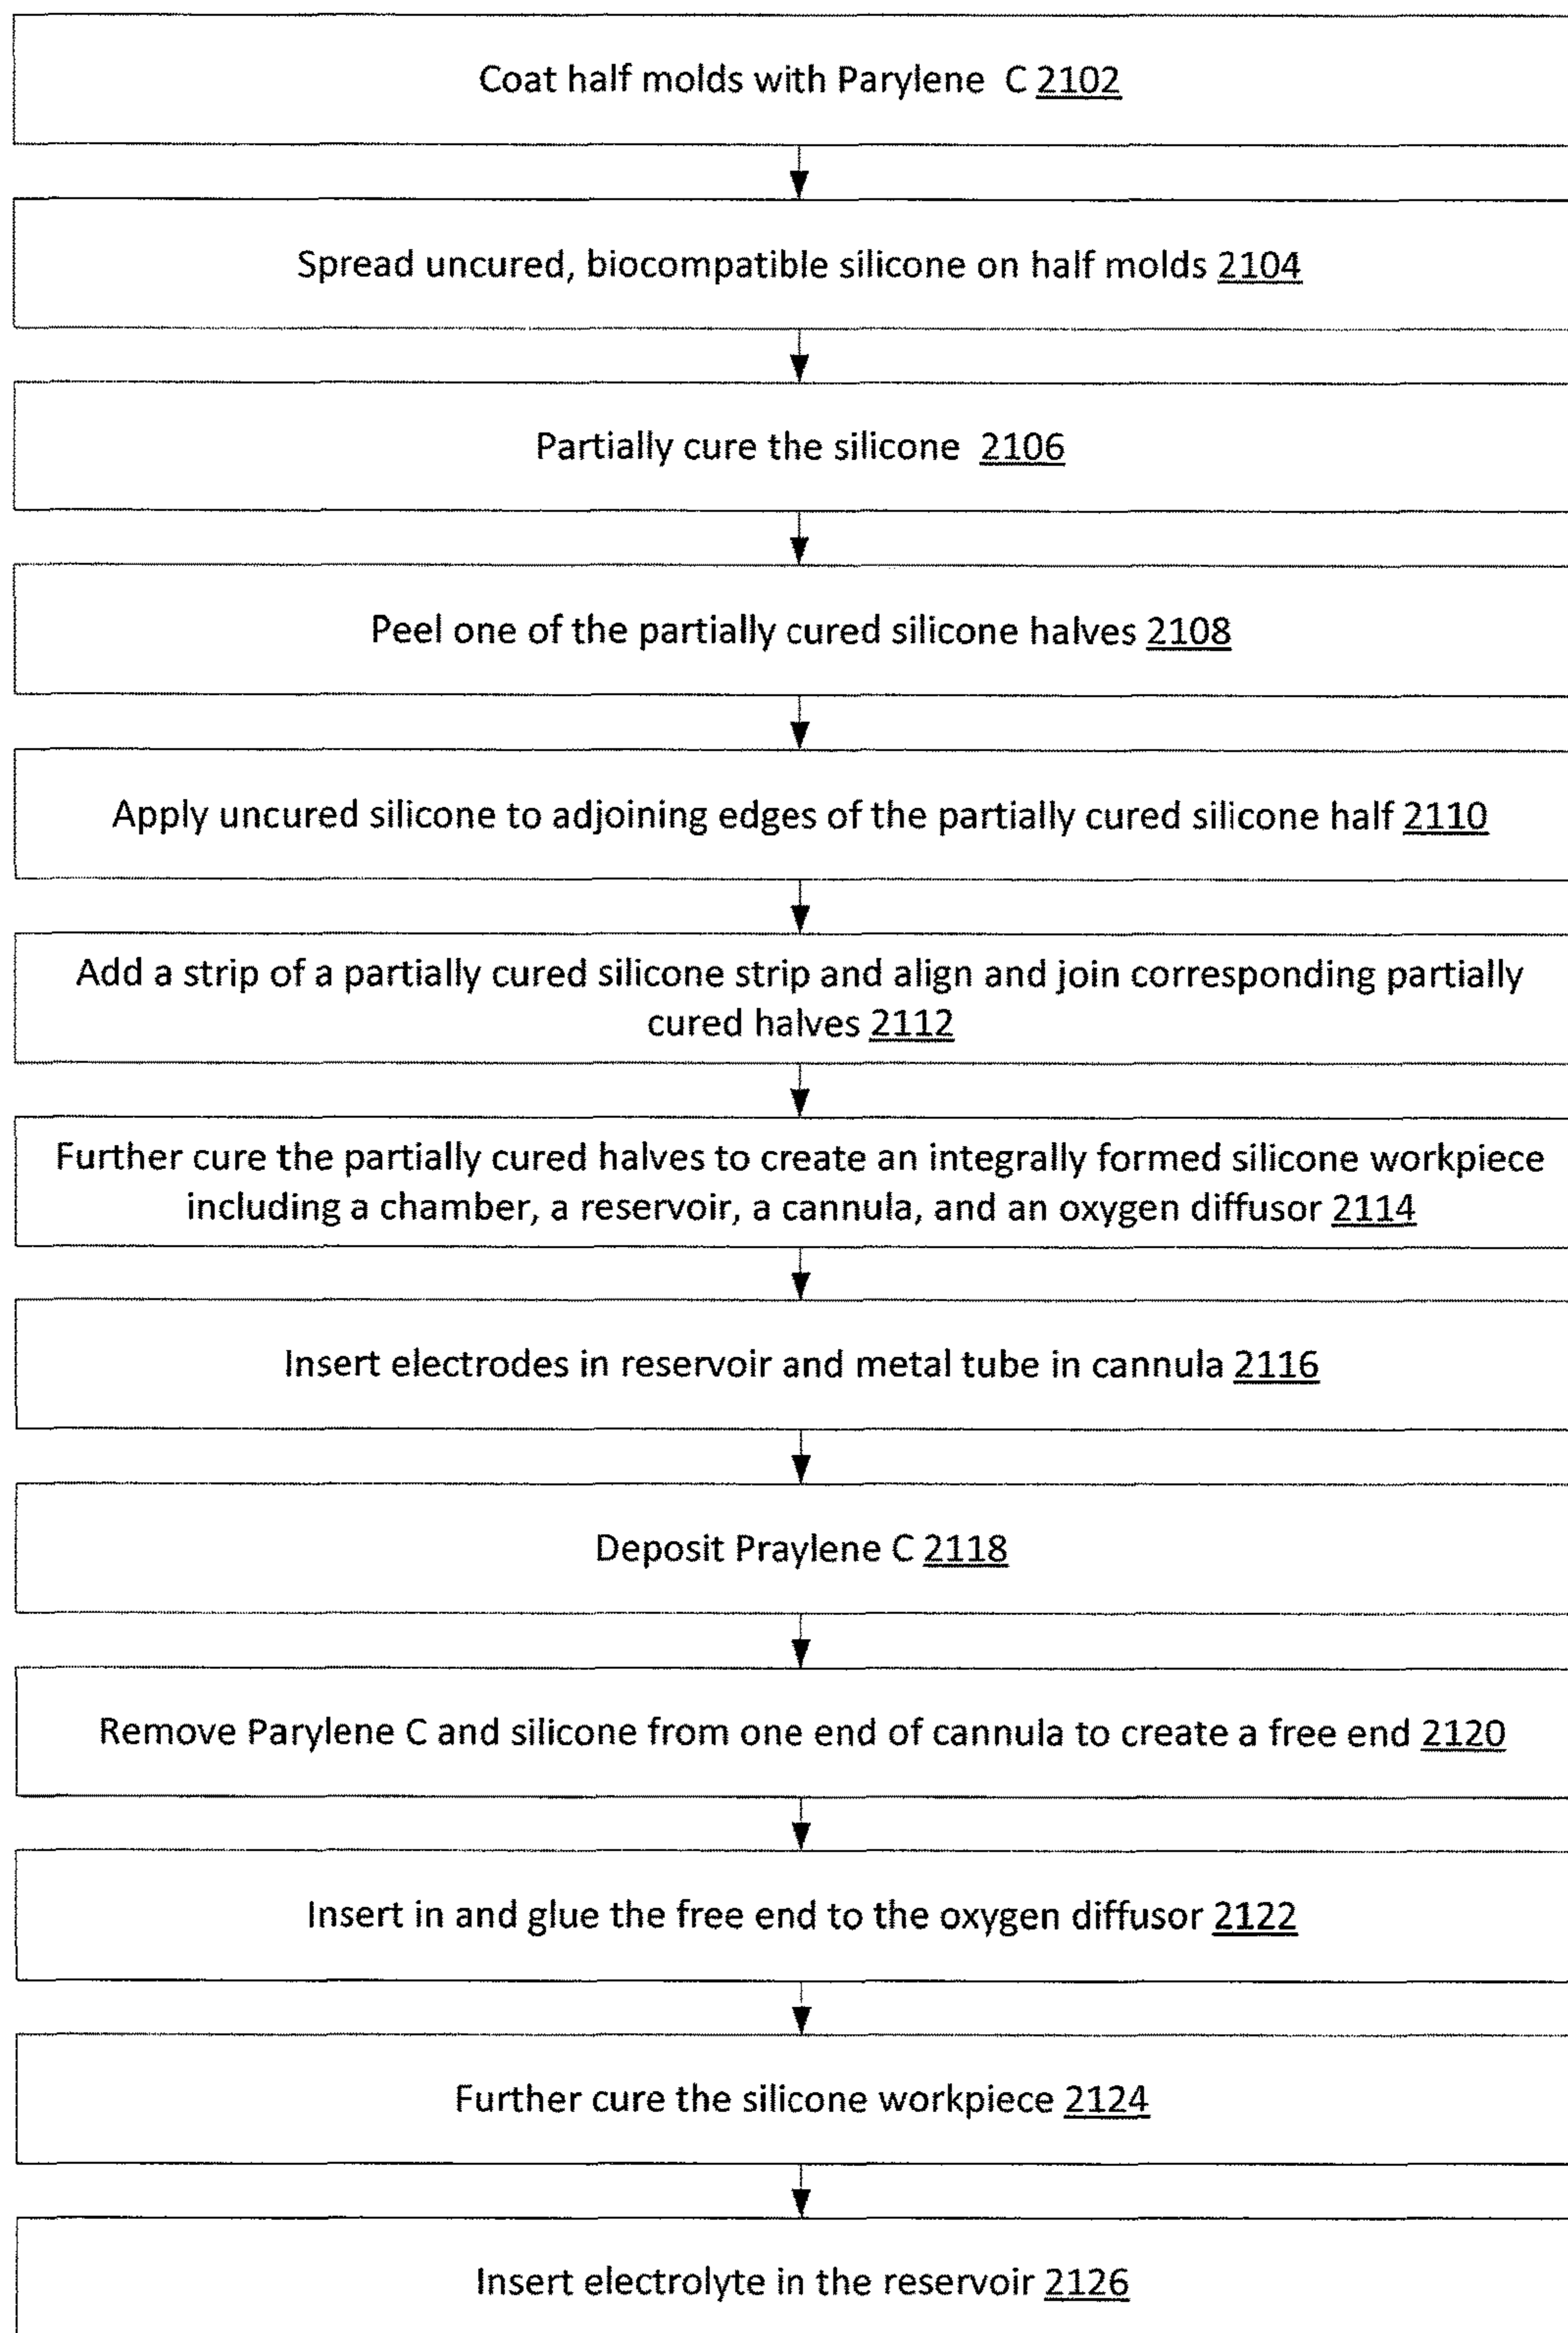 Coat half molds with Parylene C 2102
Spread uncured, biocompatible silicone on half molds 2104
Partially cure the silicone 2106
Peel one of the partially cured silicone halves 2108
Apply uncured silicone to adjoining edges of the partially cured silicone half 2110
Add a strip of a partially cured silicone strip and align and join corresponding partially
cured halves 2112
Further cure the partially cured halves to create an integrally formed silicone workpiece
including a chamber, a reservoir, a cannula, and an oxygen diffusor 2114
Insert electrodes in reservoir and metal tube in cannula 2116
Deposit Praylene C 2118
Remove Parylene C and silicone from one end of cannula to create a free end 2120
Insert in and glue the free end to the oxygen diffusor 2122
Further cure the silicone workpiece 2124
Insert electrolyte in the reservoir 2126